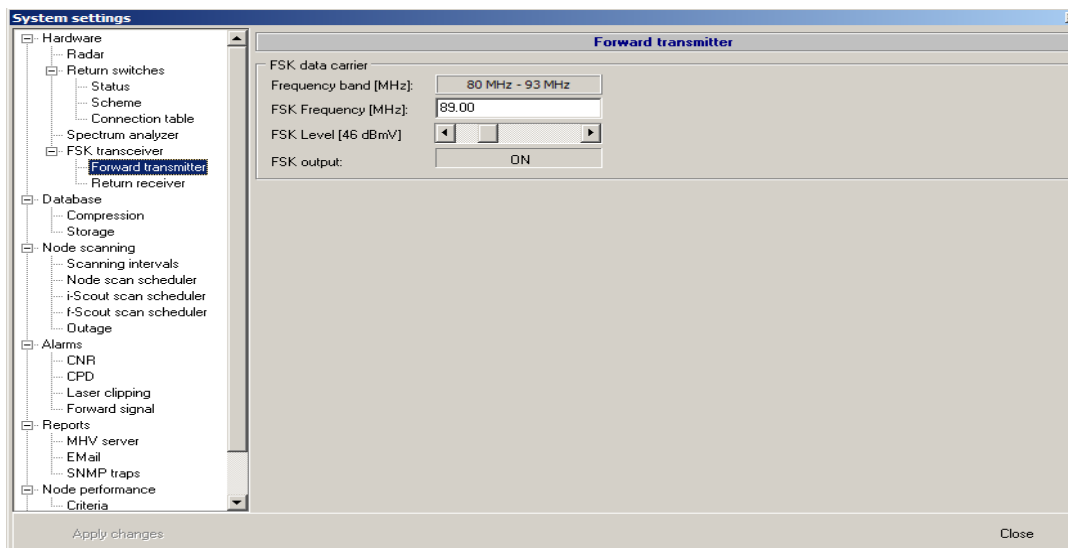 System settings
Hardware
Radar
Return switches
Status
Scheme
Connection table
Spectrum analyzer
FSK transceiver
Forward transmitter
Return receiver
Database
Compression
Storage
Node scanning
Scanning intervals
Node scan scheduler
i-Scout scan scheduler
f-Scout scan scheduler
Outage
Alarms
CNR
CPD
Laser clipping
Forward signal
Reports
MHV server
EMail
SNMP traps
Node performance
Criteria
Forward transmitter
FSK data carrier
Frequency band [MHz]: 80 MHz - 93 MHz
FSK Frequency [MHz]: 89.00
FSK Level [46 dBmV]
FSK output: ON
Apply changes
Close